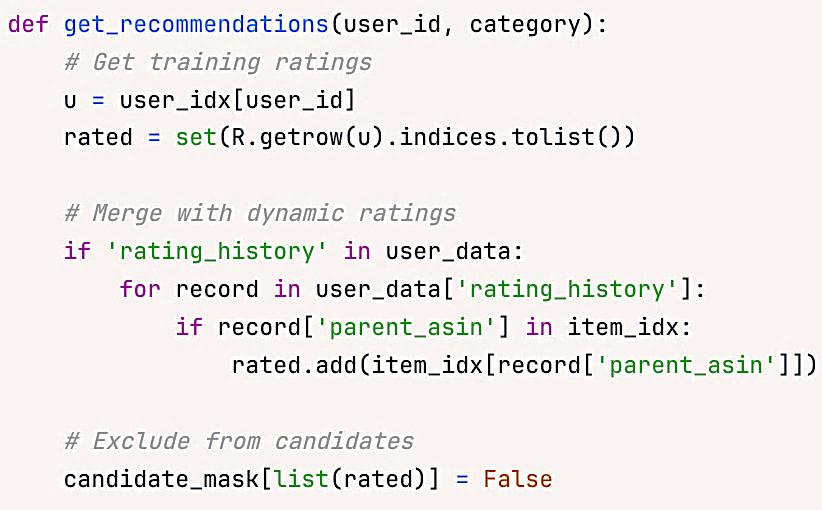 def get_recommendations(user_id, category):
    # Get training ratings
    u = user_idx[user_id]
    rated = set(R.getrow(u).indices.tolist())

    # Merge with dynamic ratings
    if 'rating_history' in user_data:
        for record in user_data['rating_history']:
            if record['parent_asin'] in item_idx:
                rated.add(item_idx[record['parent_asin']])

    # Exclude from candidates
    candidate_mask[list(rated)] = False